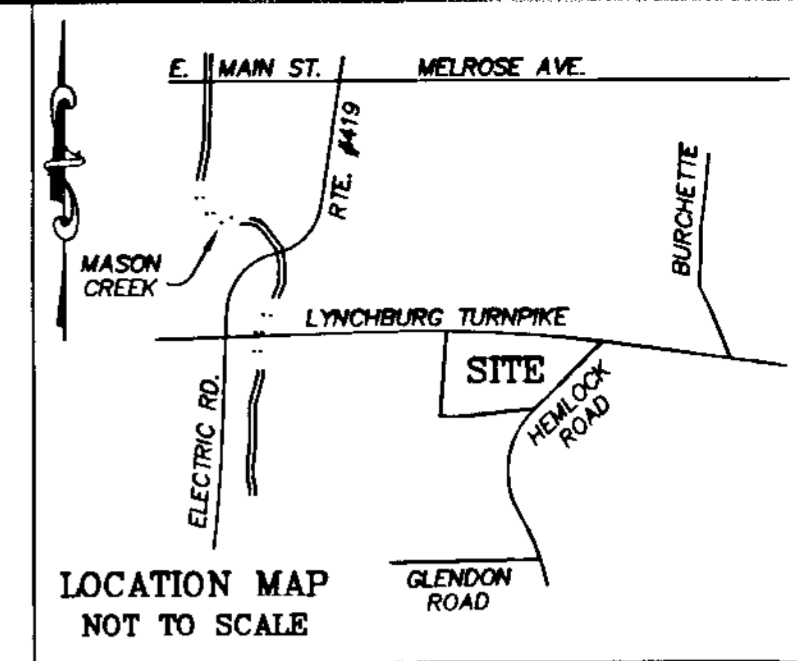 E. MAIN ST. MELROSE AVE.
RTE. #419
BURCHETTE
MASON
CREEK
LYNCHBURG TURNPIKE
SITE
HEMLOCK
ROAD
ELECTRIC RD.
GLENDON
ROAD
LOCATION MAP
NOT TO SCALE